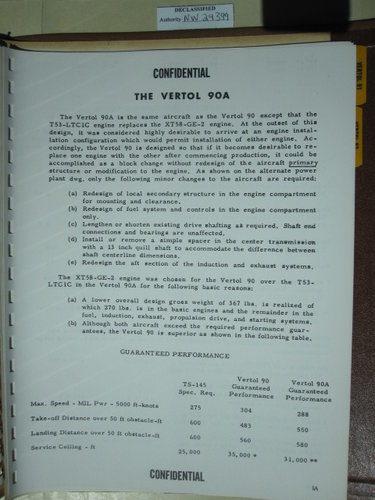 DECLASSIFIED
Authority NW 29399
CONFIDENTIAL
THE VERTOL 90A
The Vertol 90A is the same aircraft as the Vertol 90 except that the
T53-LTC1C engine replaces the XT58-GE-2 engine. At the outset of this
design, it was considered highly desirable to arrive at an engine instal-
lation configuration which would permit installation of either engine. Ac-
cordingly, the Vertol 90 is designed so that if it becomes desirable to re-
place one engine with the other after commencing production, it could be
accomplished as a block change without redesign of the aircraft primary
structure or modification to the engine. As shown on the alternate power
plant dwg. only the following minor changes to the aircraft are required:
(a) Redesign of local secondary structure in the engine compartment
for mounting and clearance.
(b) Redesign of fuel system and controls in the engine compartment
only.
(c) Lengthen or shorten existing drive shafting as required. Shaft end
connections and bearings are unaffected.
(d) Install or remove a simple spacer in the center transmission
with a 13 inch quill shaft to accommodate the difference between
shaft centerline dimensions.
(e) Redesign the aft section of the induction and exhaust systems.
The XT58-GE-2 engine was chosen for the Vertol 90 over the T53-
LTC1C in the Vertol 90A for the following basic reasons:
(a) A lower overall design gross weight of 367 lbs. is realized of
which 270 lbs. is in the basic engines and the remainder in the
fuel, induction, exhaust, propulsion drive, and starting systems.
(b) Although both aircraft exceed the required performance guar-
antees, the Vertol 90 is superior as shown in the following table.
GUARANTEED PERFORMANCE
TS-145 Spec. Req.
Vertol 90 Guaranteed Performance
Vertol 90A Guaranteed Performance
Max. Speed - MIL Pwr - 5000 ft-knots 275 304 288
Take-off Distance over 50 ft obstacle-ft 600 483 550
Landing Distance over 50 ft obstacle-ft 600 560 580
Service Ceiling - ft 25,000 35,000 * 31,000 **
CONFIDENTIAL